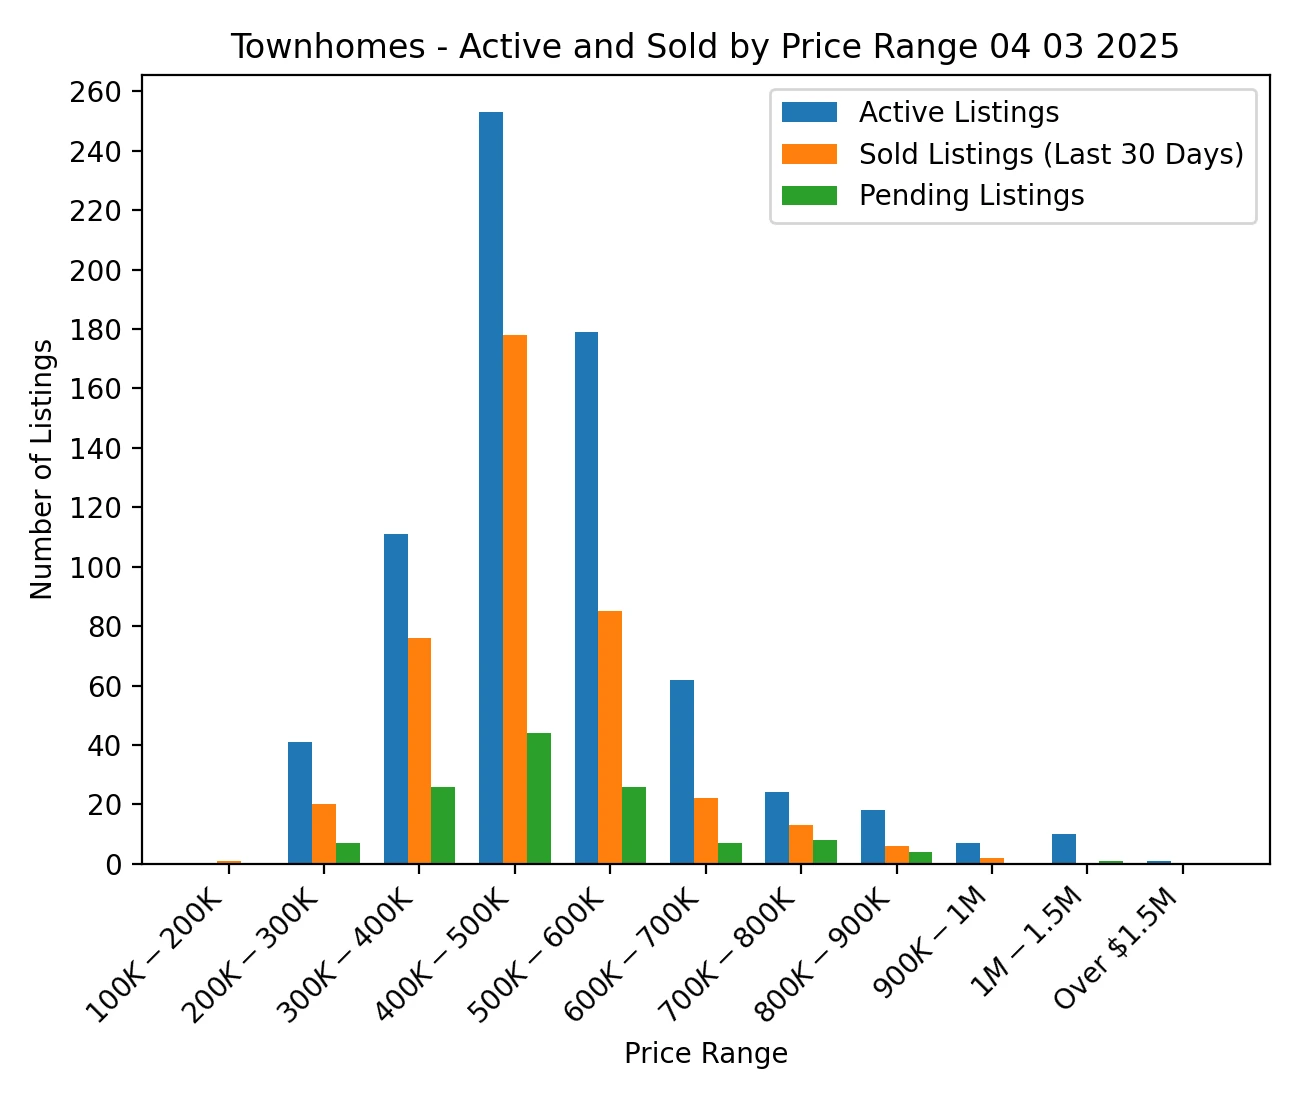 Townhomes - Active and Sold by Price Range 04 03 2025
260
240
220
200
180
160
140
120
100
80
60
40
20
0
Number of Listings
Active Listings
Sold Listings (Last 30 Days)
Pending Listings
100K − 200K
200K − 300K
300K − 400K
400K − 500K
500K − 600K
600K − 700K
700K − 800K
800K − 900K
900K − 1M
1M − 1.5M
Over $1.5M
Price Range